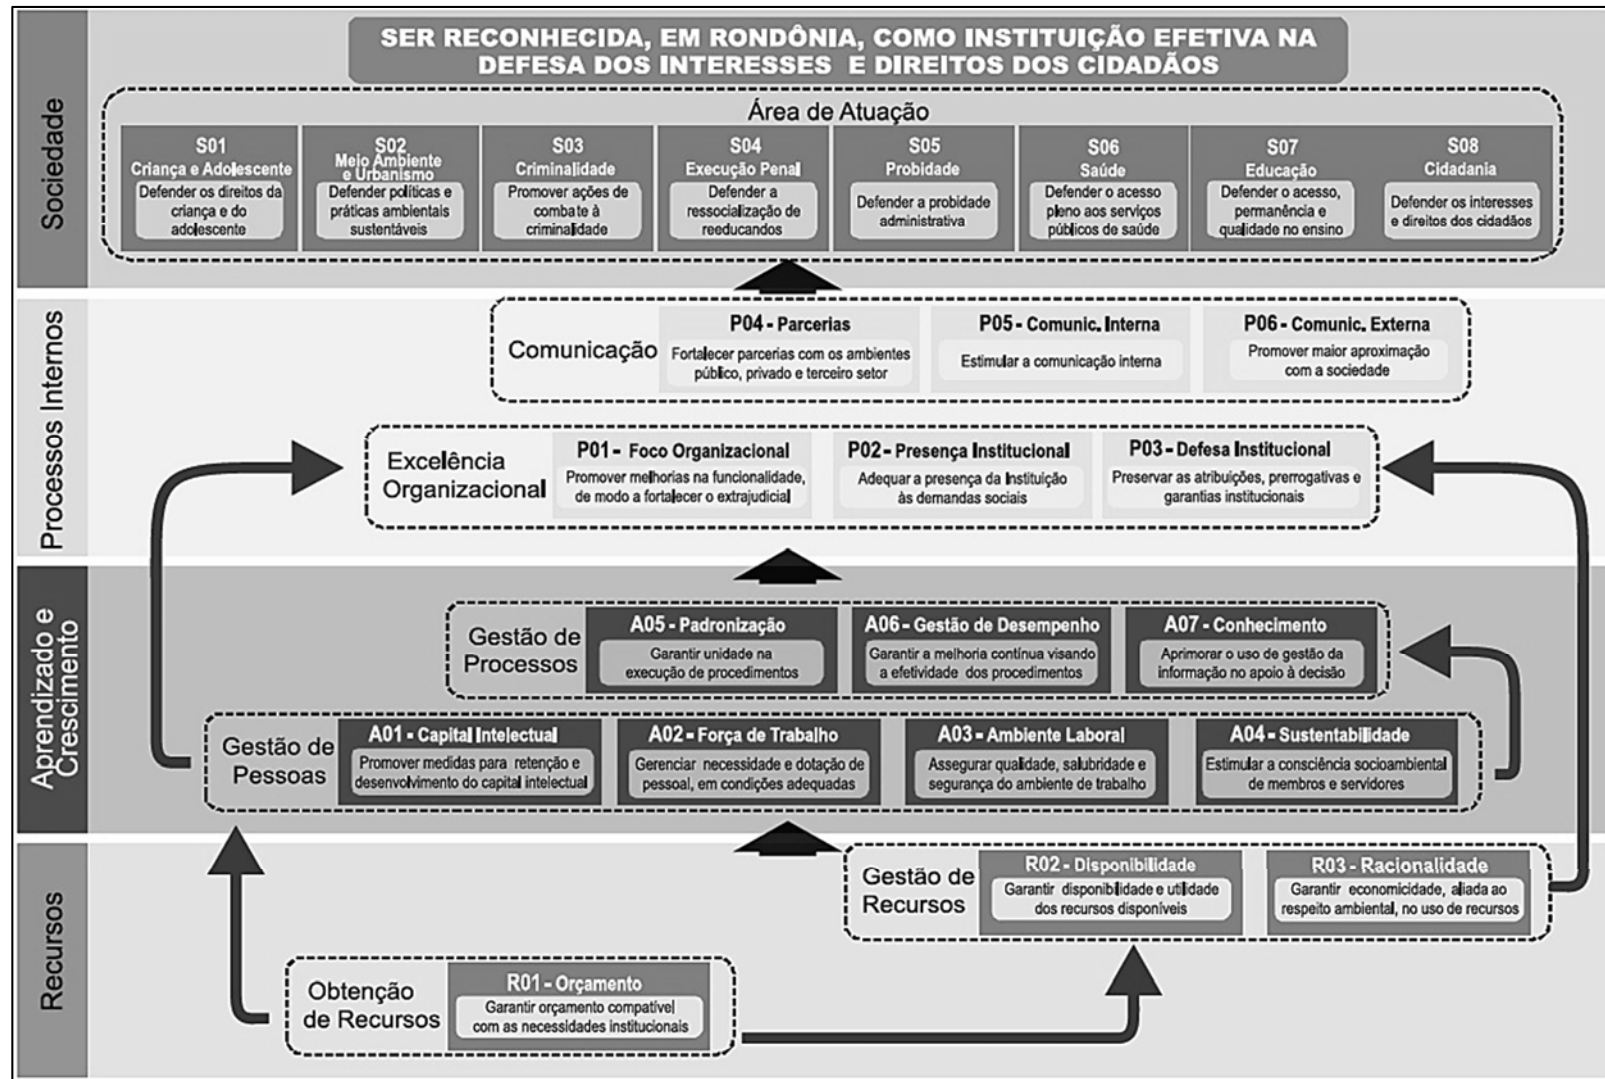 SER RECONHECIDA, EM RONDÔNIA, COMO INSTITUIÇÃO EFETIVA NA
DEFESA DOS INTERESSES E DIREITOS DOS CIDADÃOS
Sociedade
Área de Atuação
S01
Criança e Adolescente
Defender os direitos da
criança e do
adolescente
S02
Meio Ambiente
e Urbanismo
Defender políticas e
práticas ambientais
sustentáveis
S03
Criminalidade
Promover ações de
combate à
criminalidade
S04
Execução Penal
Defender a
ressocialização de
reeducandos
S05
Probidade
Defender a probidade
administrativa
S06
Saúde
Defender o acesso
pleno aos serviços
públicos de saúde
S07
Educação
Defender o acesso,
permanência e
qualidade no ensino
S08
Cidadania
Defender os interesses
e direitos dos cidadãos
Processos Internos
Comunicação
P04 - Parcerias
Fortalecer parcerias com os ambientes
público, privado e terceiro setor
P05 - Comunic. Interna
Estimular a comunicação interna
P06 - Comunic. Externa
Promover maior aproximação
com a sociedade
Excelência
Organizacional
P01 - Foco Organizacional
Promover melhorias na funcionalidade,
de modo a fortalecer o extrajudicial
P02 - Presença Institucional
Adequar a presença da Instituição
às demandas sociais
P03 - Defesa Institucional
Preservar as atribuições, prerrogativas e
garantias institucionais
Aprendizado e
Crescimento
Gestão de
Processos
A05 - Padronização
Garantir unidade na
execução de procedimentos
A06 - Gestão de Desempenho
Garantir a melhoria contínua visando
a efetividade dos procedimentos
A07 - Conhecimento
Aprimorar o uso de gestão da
informação no apoio à decisão
Gestão de
Pessoas
A01 - Capital Intelectual
Promover medidas para retenção e
desenvolvimento do capital intelectual
A02 - Força de Trabalho
Gerenciar necessidade e dotação de
pessoal, em condições adequadas
A03 - Ambiente Laboral
Assegurar qualidade, salubridade e
segurança do ambiente de trabalho
A04 - Sustentabilidade
Estimular a consciência socioambiental
de membros e servidores
Recursos
Gestão de
Recursos
R02 - Disponibilidade
Garantir disponibilidade e utilidade
dos recursos disponíveis
R03 - Racionalidade
Garantir economicidade, aliada ao
respeito ambiental, no uso de recursos
Obtenção
de Recursos
R01 - Orçamento
Garantir orçamento compatível
com as necessidades institucionais